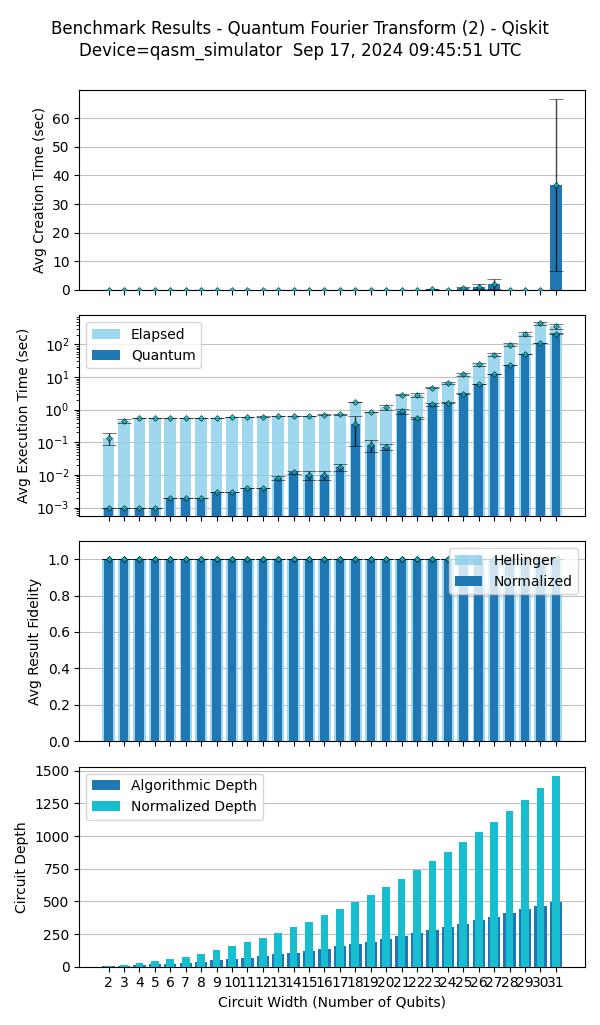 Benchmark Results - Quantum Fourier Transform (2) - Qiskit
Device=qasm_simulator  Sep 17, 2024 09:45:51 UTC
Avg Creation Time (sec)
60
50
40
30
20
10
0
Avg Execution Time (sec)
Elapsed
Quantum
10²
10¹
10⁰
10⁻¹
10⁻²
10⁻³
Avg Result Fidelity
Hellinger
Normalized
1.0
0.8
0.6
0.4
0.2
0.0
Circuit Depth
Algorithmic Depth
Normalized Depth
1500
1250
1000
750
500
250
0
2 3 4 5 6 7 8 9 10 11 12 13 14 15 16 17 18 19 20 21 22 23 24 25 26 27 28 29 30 31
Circuit Width (Number of Qubits)